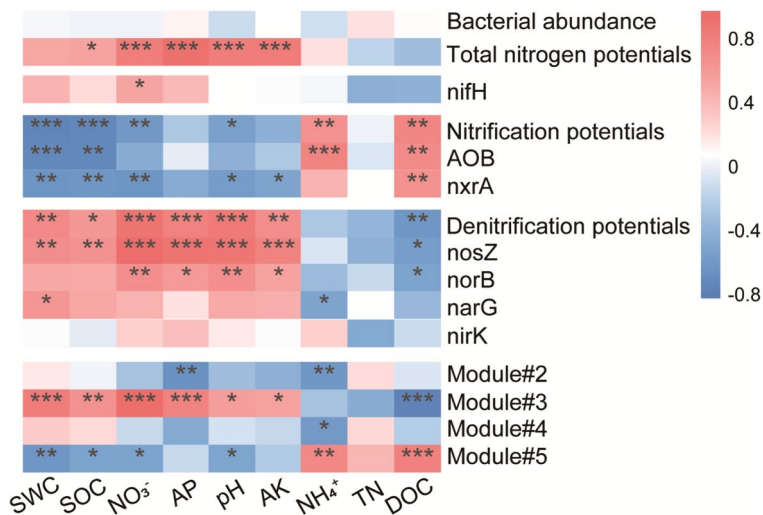 Bacterial abundance
* *** *** *** *** Total nitrogen potentials
* nifH
*** *** ** * ** ** Nitrification potentials
*** ** *** ** AOB
** ** ** * * ** nxrA
** * *** *** *** ** ** Denitrification potentials
** ** *** *** *** *** * nosZ
** * ** * * norB
* * narG
nirK
** ** Module#2
*** ** *** *** * * *** Module#3
* Module#4
** * * * ** *** Module#5
SWC SOC NO₃⁻ AP pH AK NH₄⁺ TN DOC
0.8
0.4
0
-0.4
-0.8